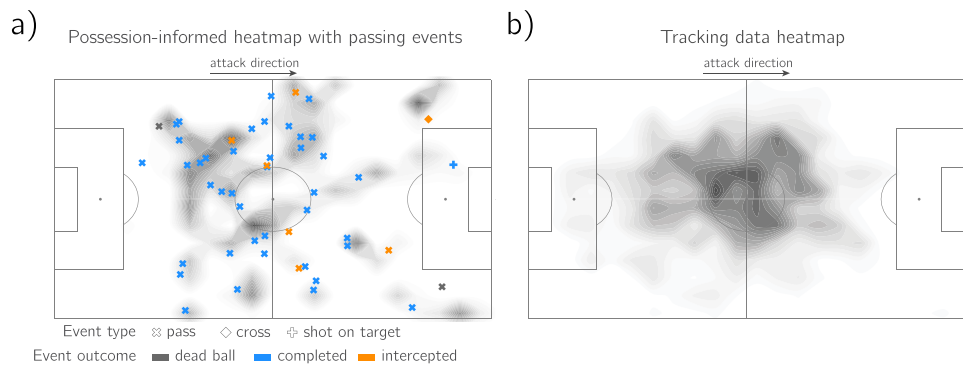 a)
Possession-informed heatmap with passing events
attack direction
Event type pass cross shot on target
Event outcome dead ball completed intercepted
b)
Tracking data heatmap
attack direction